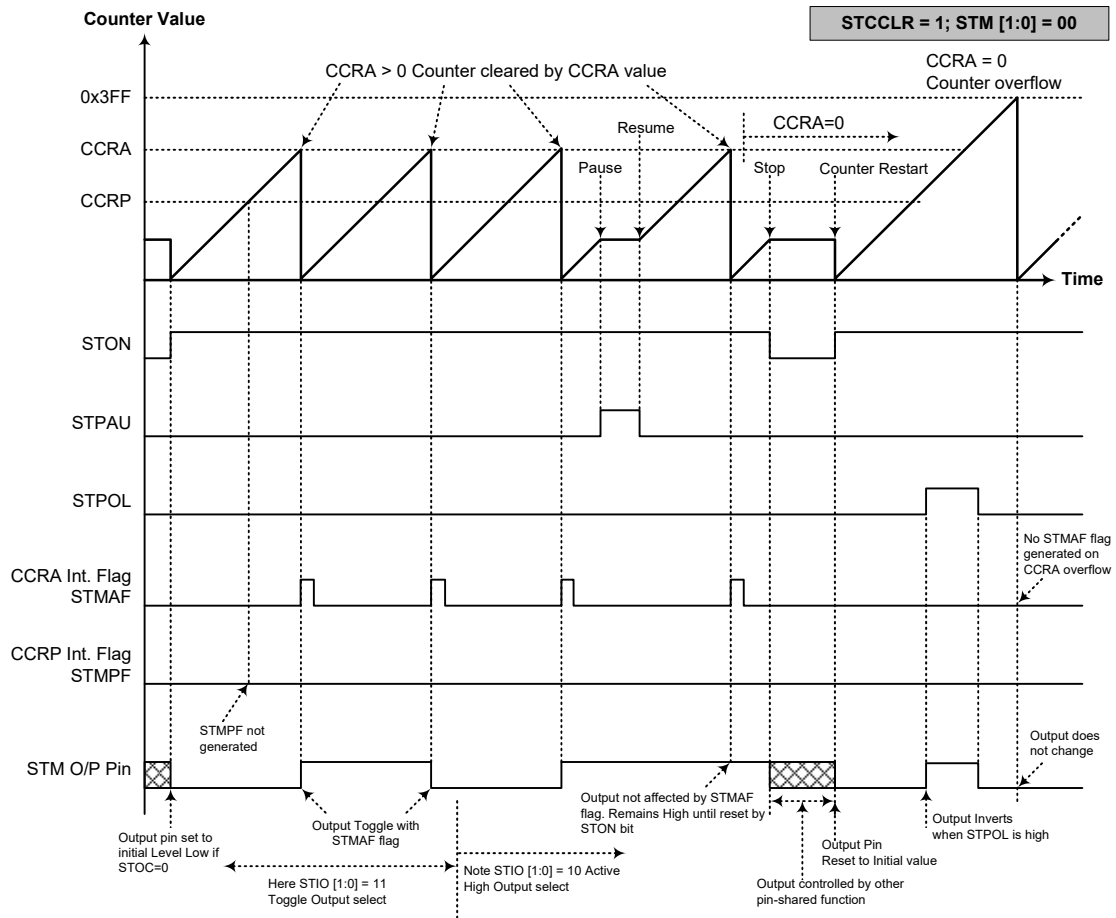 Counter Value
STCCLR = 1; STM [1:0] = 00
CCRA > 0 Counter cleared by CCRA value
CCRA = 0
Counter overflow
0x3FF
CCRA=0
Resume
CCRA
Pause
Stop
Counter Restart
CCRP
Time
STON
STPAU
STPOL
No STMAF flag
generated on
CCRA overflow
CCRA Int. Flag
STMAF
CCRP Int. Flag
STMPF
STMPF not
generated
Output does
not change
STM O/P Pin
Output not affected by STMAF
flag. Remains High until reset by
STON bit
Output Toggle with
STMAF flag
Output pin set to
initial Level Low if
STOC=0
Output Inverts
when STPOL is high
Output Pin
Reset to Initial value
Here STIO [1:0] = 11
Toggle Output select
Note STIO [1:0] = 10 Active
High Output select
Output controlled by other
pin-shared function